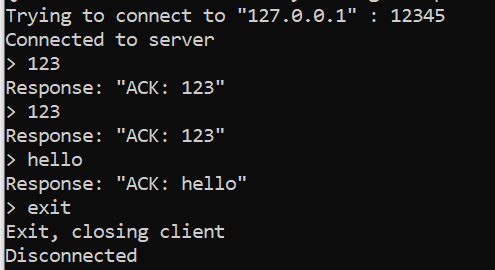 Trying to connect to "127.0.0.1" : 12345
Connected to server
> 123
Response: "ACK: 123"
> 123
Response: "ACK: 123"
> hello
Response: "ACK: hello"
> exit
Exit, closing client
Disconnected